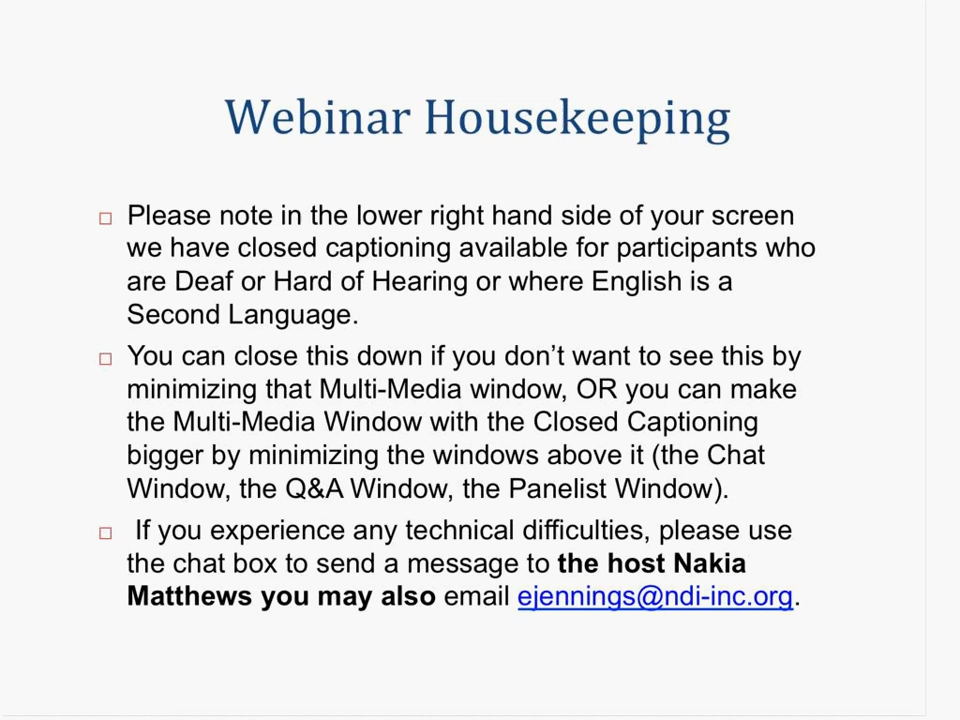 Webinar Housekeeping
□ Please note in the lower right hand side of your screen
we have closed captioning available for participants who
are Deaf or Hard of Hearing or where English is a
Second Language.
□ You can close this down if you don’t want to see this by
minimizing that Multi-Media window, OR you can make
the Multi-Media Window with the Closed Captioning
bigger by minimizing the windows above it (the Chat
Window, the Q&A Window, the Panelist Window).
□ If you experience any technical difficulties, please use
the chat box to send a message to the host Nakia
Matthews you may also email ejennings@ndi-inc.org.